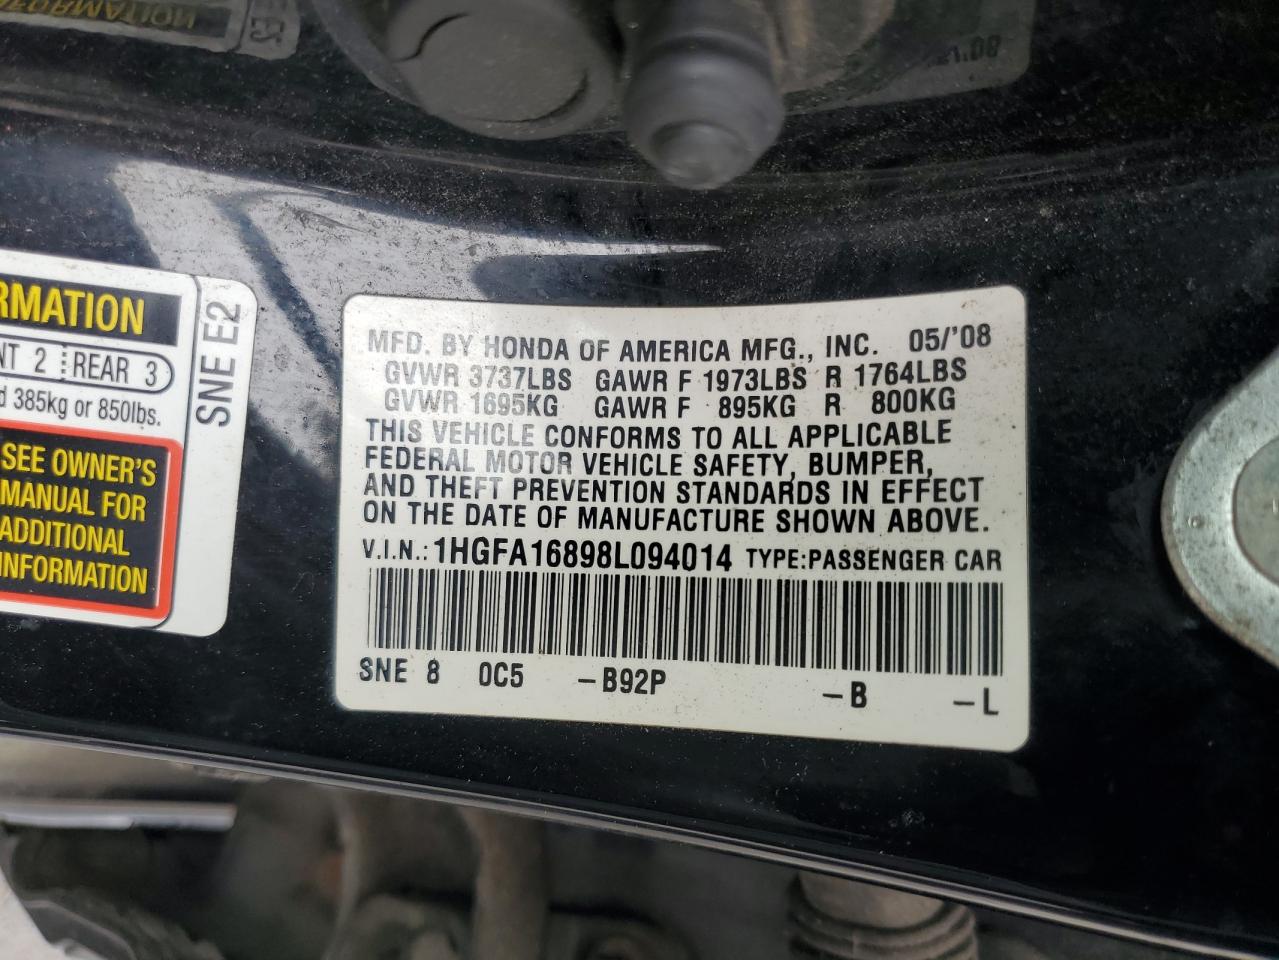 RMATION
NT 2 REAR 3
d 385kg or 850lbs.
SEE OWNER'S
MANUAL FOR
ADDITIONAL
INFORMATION
SNE E2
MFD. BY HONDA OF AMERICA MFG., INC. 05/'08
GVWR 3737LBS GAWR F 1973LBS R 1764LBS
GVWR 1695KG GAWR F 895KG R 800KG
THIS VEHICLE CONFORMS TO ALL APPLICABLE
FEDERAL MOTOR VEHICLE SAFETY, BUMPER,
AND THEFT PREVENTION STANDARDS IN EFFECT
ON THE DATE OF MANUFACTURE SHOWN ABOVE.
V.I.N.: 1HGFA16898L094014 TYPE:PASSENGER CAR
SNE 8 0C5 -B92P -B -L